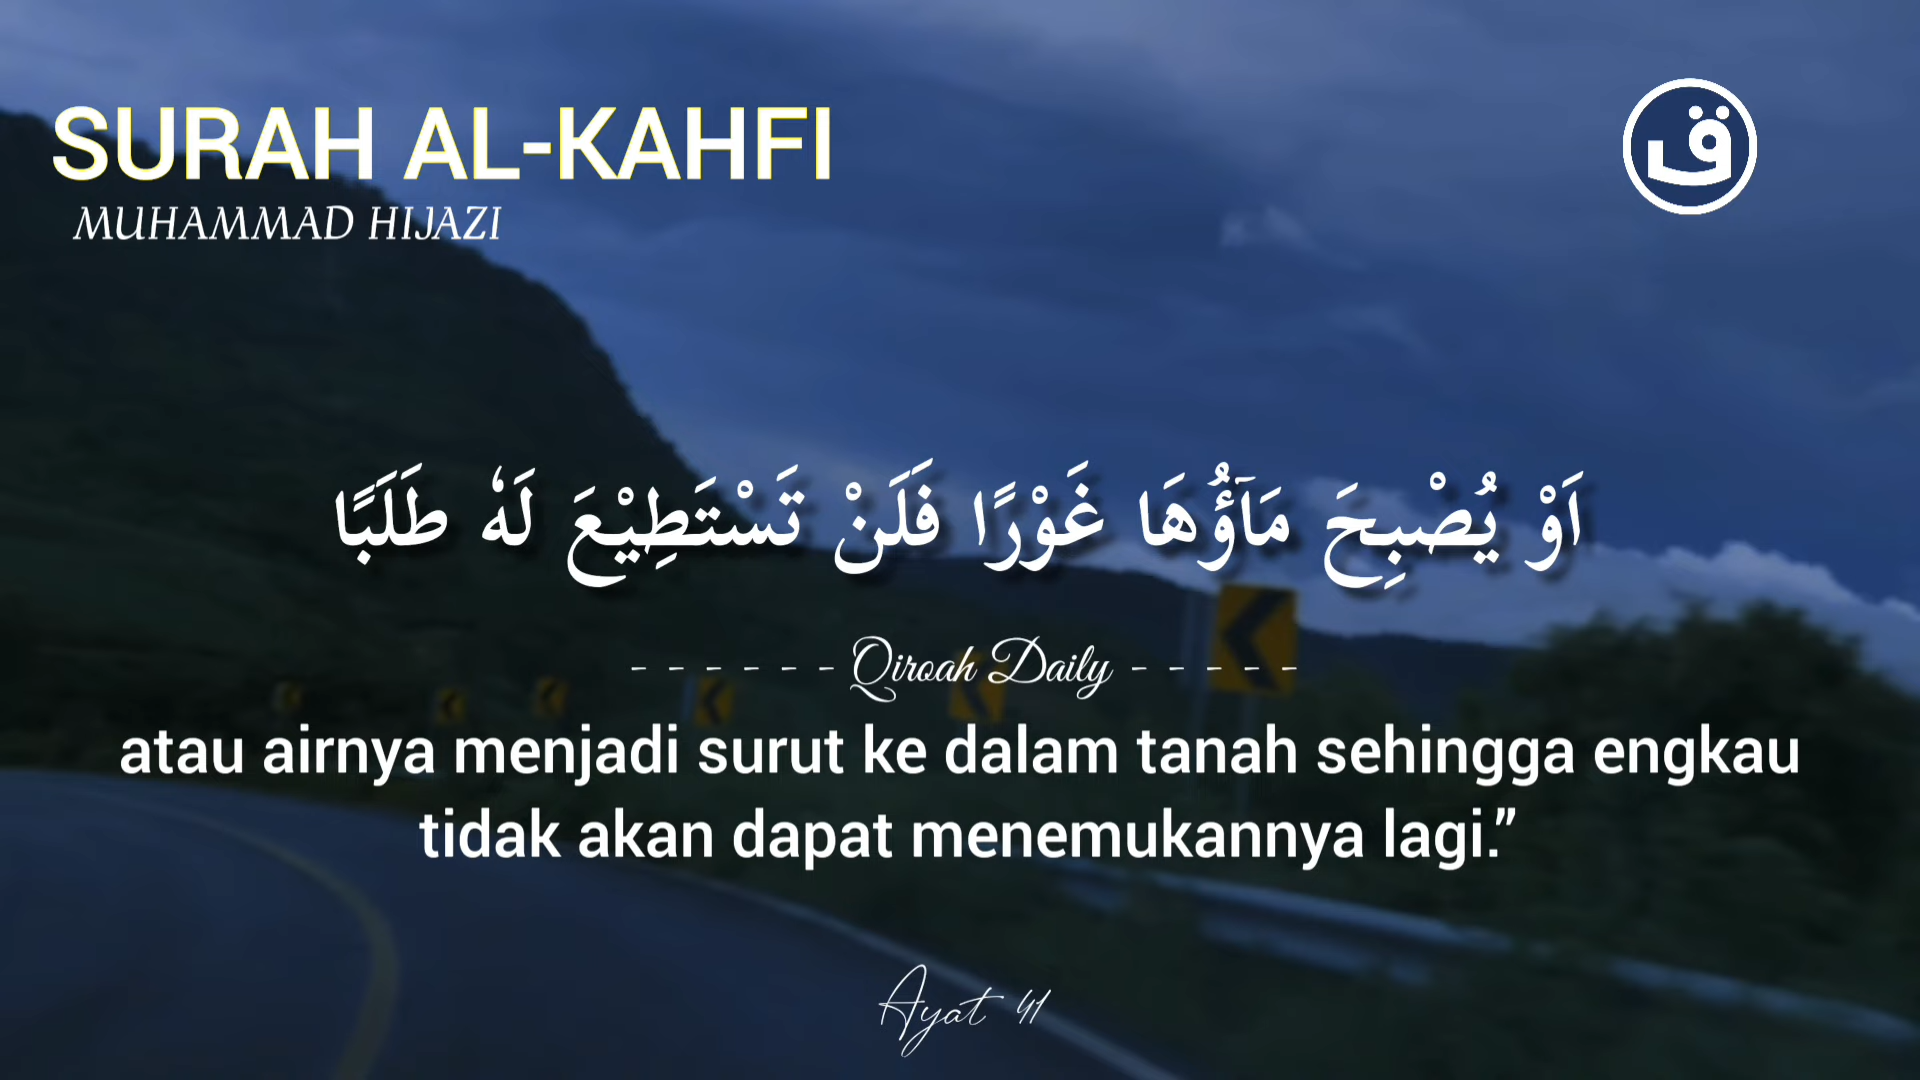 SURAH AL-KAHFI
MUHAMMAD HIJAZI
ق
اَوْ يُصْبِحَ مَاۤؤُهَا غَوْرًا فَلَنْ تَسْتَطِيْعَ لَهٗ طَلَبًا
- - - - - - Qiroah Daily - - - - -
atau airnya menjadi surut ke dalam tanah sehingga engkau
tidak akan dapat menemukannya lagi.”
Ayat 41